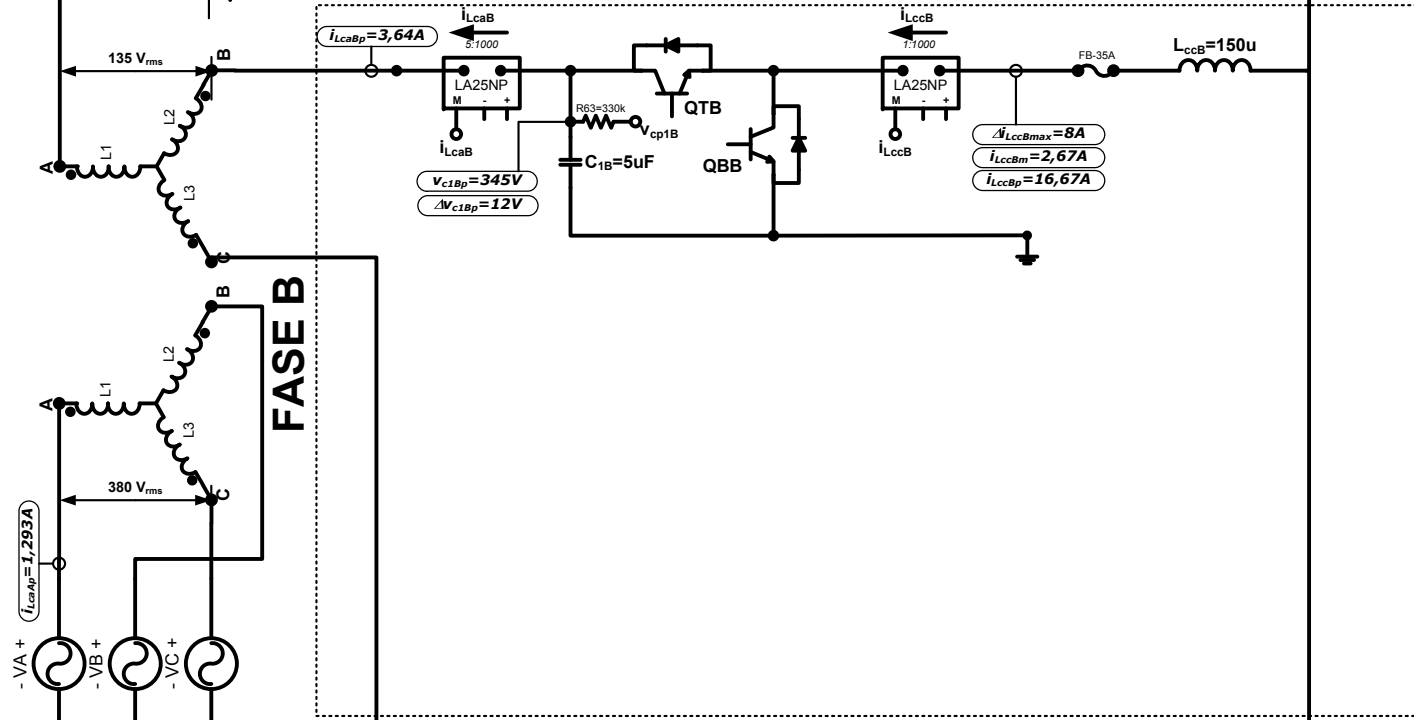 iLcaBp=3,64A
iLcaB
5:1000
LA25NP
M - +
iLcaB
135 Vrms
B
A
L1
L2
L3
C
R63=330k
Vcp1B
C1B=5uF
vc1Bp=345V
Δvc1Bp=12V
QTB
QBB
iLccB
1:1000
LA25NP
M - +
iLccB
FB-35A
LccB=150u
ΔiLccBmax=8A
iLccBm=2,67A
iLccBp=16,67A
FASE B
B
A
L1
L2
L3
C
380 Vrms
iLcaAp=1,293A
- VA +
- VB +
- VC +